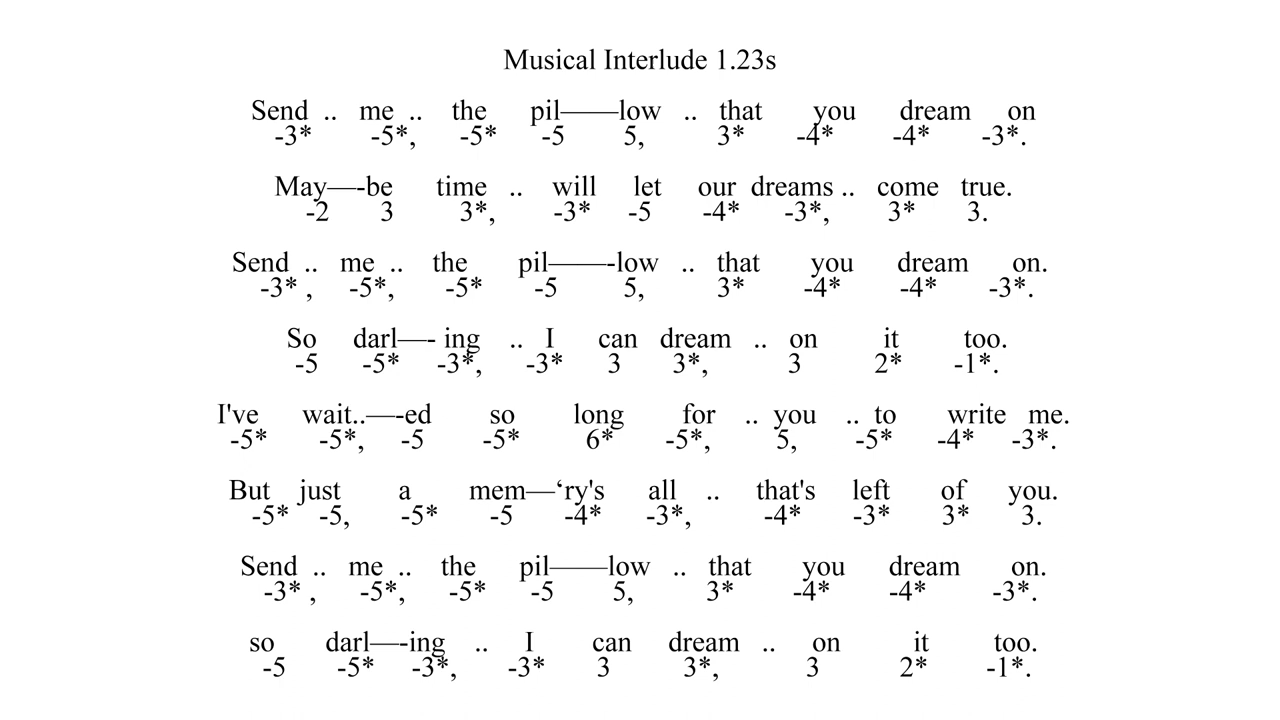 Musical Interlude 1.23s
Send .. me .. the pil——low .. that you dream on
-3* -5*, -5* -5 5, 3* -4* -4* -3*.
May—-be time .. will let our dreams .. come true.
-2 3 3*, -3* -5 -4* -3*, 3* 3.
Send .. me .. the pil——-low .. that you dream on.
-3* , -5*, -5* -5 5, 3* -4* -4* -3*.
So darl—- ing .. I can dream .. on it too.
-5 -5* -3*, -3* 3 3*, 3 2* -1*.
I've wait..—-ed so long for .. you .. to write me.
-5* -5*, -5 -5* 6* -5*, 5, -5* -4* -3*.
But just a mem—‘ry's all .. that's left of you.
-5* -5, -5* -5 -4* -3*, -4* -3* 3* 3.
Send .. me .. the pil——low .. that you dream on.
-3* , -5*, -5* -5 5, 3* -4* -4* -3*.
so darl—-ing .. I can dream .. on it too.
-5 -5* -3*, -3* 3 3*, 3 2* -1*.